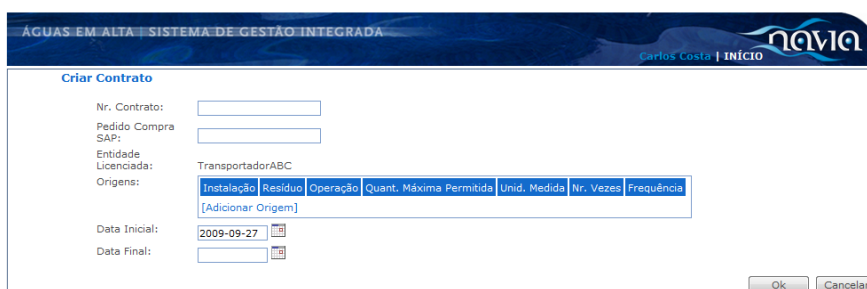 ÁGUAS EM ALTA | SISTEMA DE GESTÃO INTEGRADA
navia
Carlos Costa | INÍCIO
Criar Contrato
Nr. Contrato:
Pedido Compra
SAP:
Entidade
Licenciada: TransportadorABC
Origens: Instalação Resíduo Operação Quant. Máxima Permitida Unid. Medida Nr. Vezes Frequência
[Adicionar Origem]
Data Inicial: 2009-09-27
Data Final:
Ok Cancelar